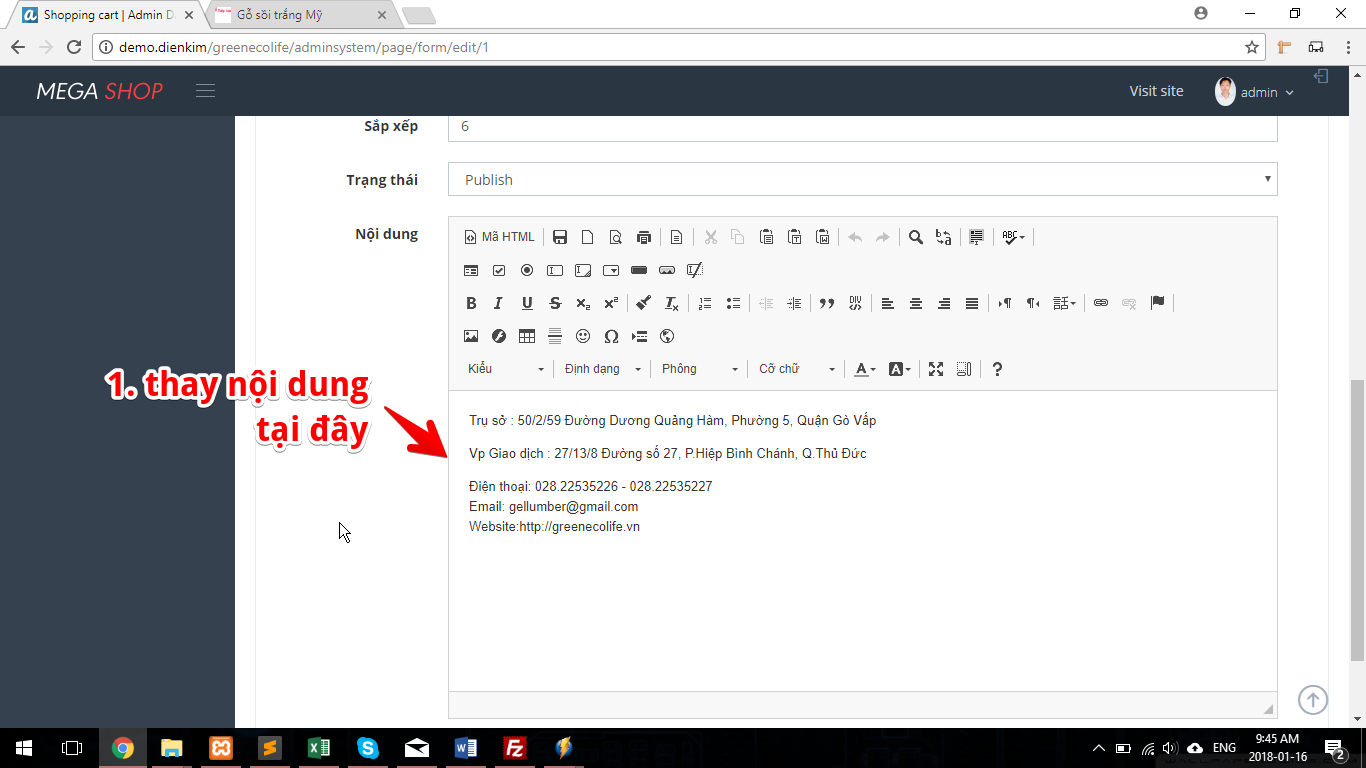 Shopping cart | Admin D
Gỗ sồi trắng Mỹ
demo.dienkim/greenecolife/adminsystem/page/form/edit/1
MEGA SHOP
Visit site
admin
Sắp xếp
6
Trạng thái
Publish
Nội dung
Mã HTML
Kiểu
Định dạng
Phông
Cỡ chữ
1. thay nội dung
tại đây
Trụ sở : 50/2/59 Đường Dương Quảng Hàm, Phường 5, Quận Gò Vấp
Vp Giao dịch : 27/13/8 Đường số 27, P.Hiệp Bình Chánh, Q.Thủ Đức
Điện thoại: 028.22535226 - 028.22535227
Email: gellumber@gmail.com
Website:http://greenecolife.vn
ENG
9:45 AM
2018-01-16
2